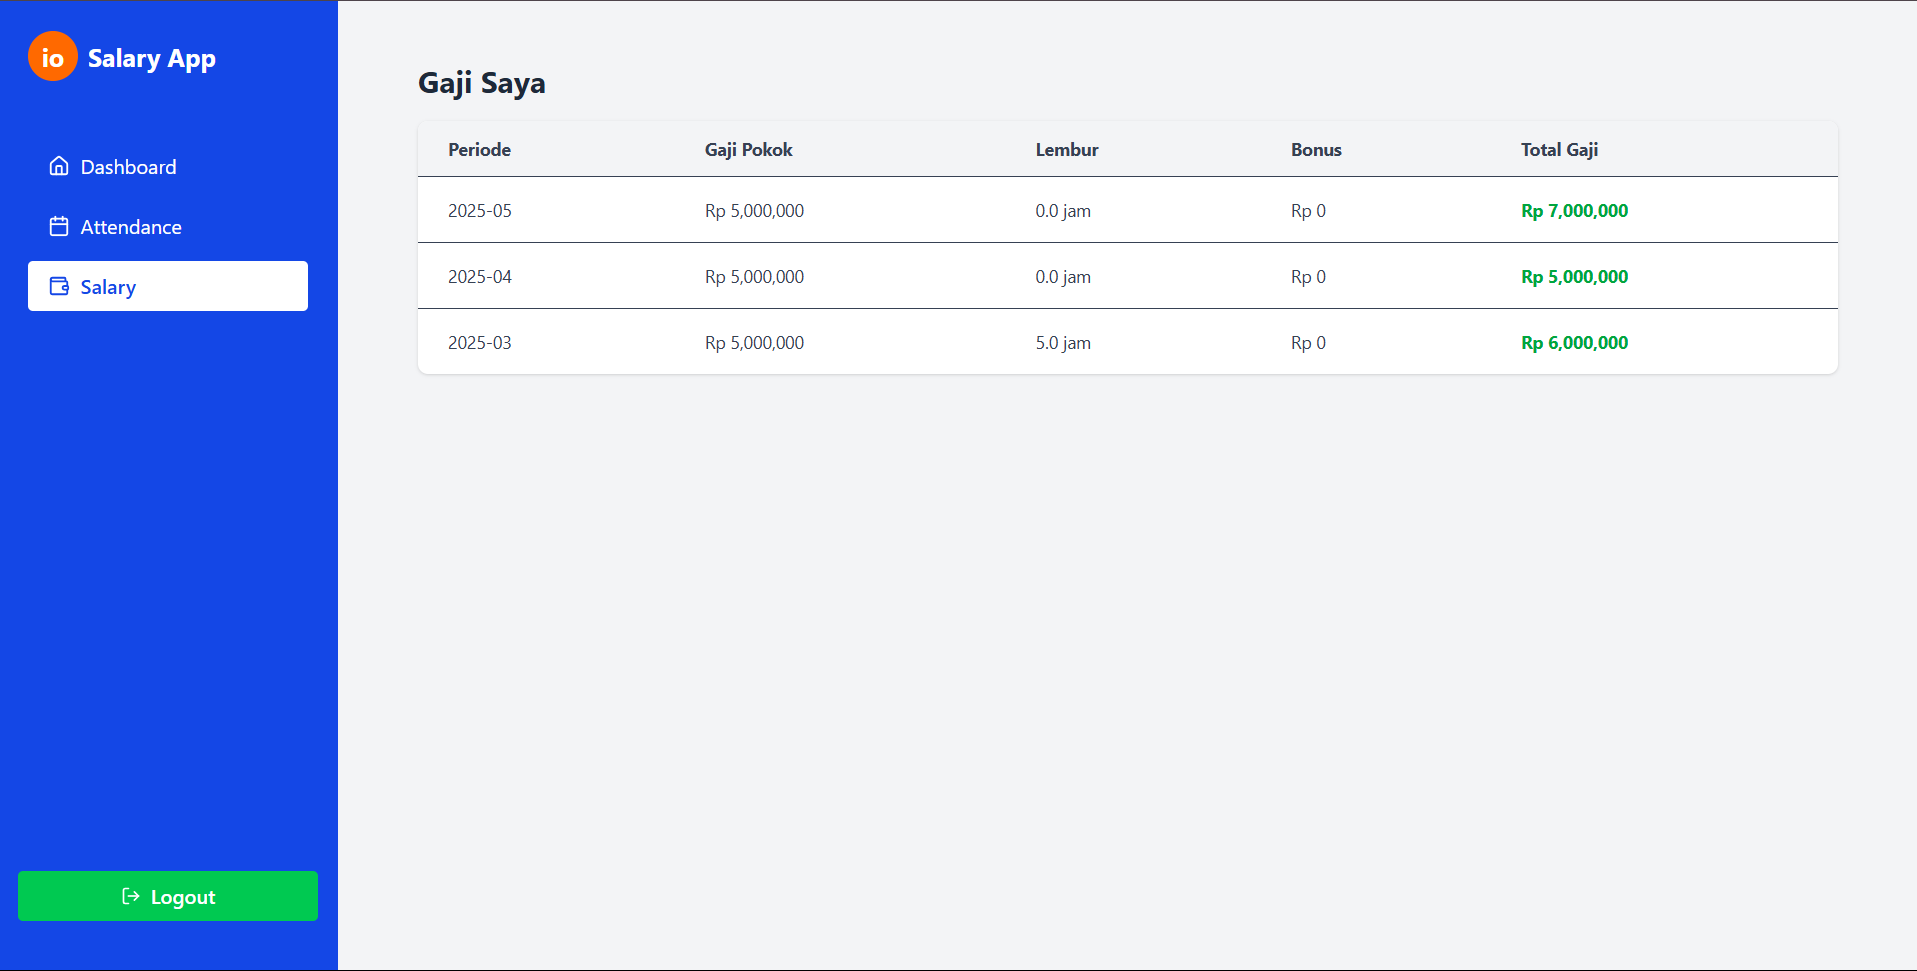 io Salary App
Dashboard
Attendance
Salary
Logout
Gaji Saya
Periode Gaji Pokok Lembur Bonus Total Gaji
2025-05 Rp 5,000,000 0.0 jam Rp 0 Rp 7,000,000
2025-04 Rp 5,000,000 0.0 jam Rp 0 Rp 5,000,000
2025-03 Rp 5,000,000 5.0 jam Rp 0 Rp 6,000,000